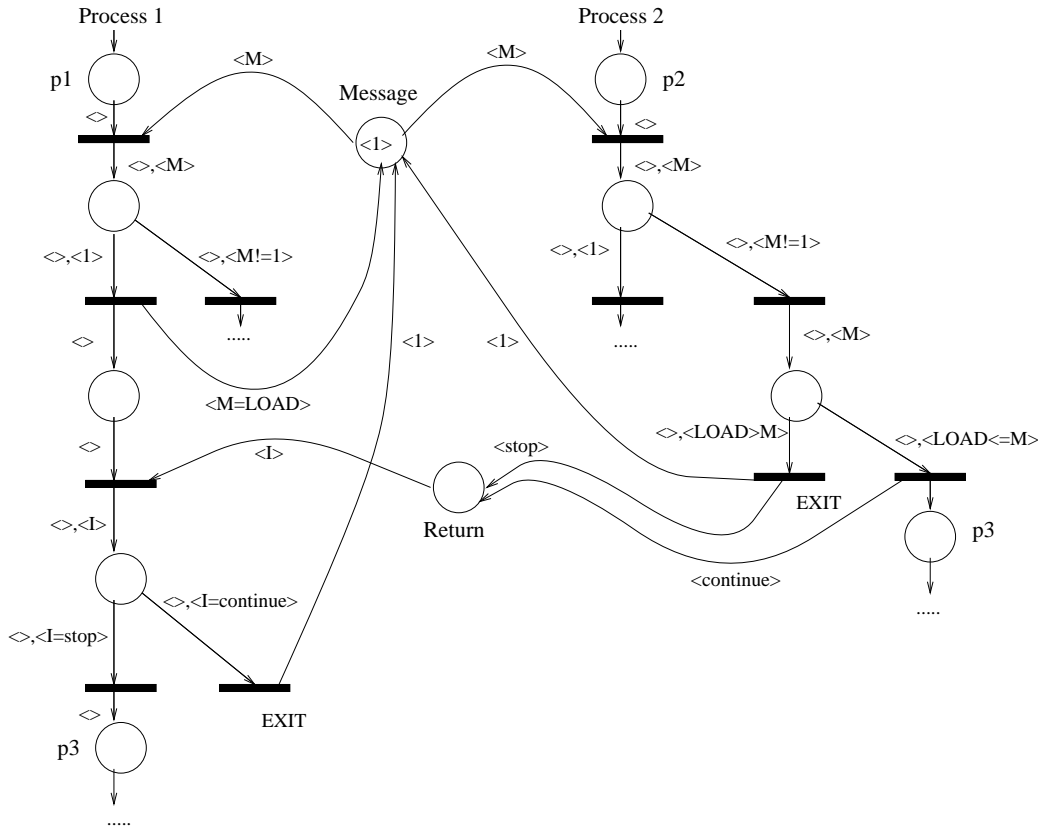 Process 1
Process 2
<M>
<M>
p1
p2
Message
<>
<>
<1>
<>,<M>
<>,<M>
<>,<1>
<>,<M!=1>
<>,<1>
<>,<M!=1>
.....
.....
<>
<1>
<1>
<>,<M>
<M=LOAD>
<>
<I>
<stop>
<>,<LOAD>M>
<>,<LOAD<=M>
EXIT
<>,<I>
Return
p3
<continue>
<>,<I=continue>
.....
<>,<I=stop>
EXIT
<>
p3
.....